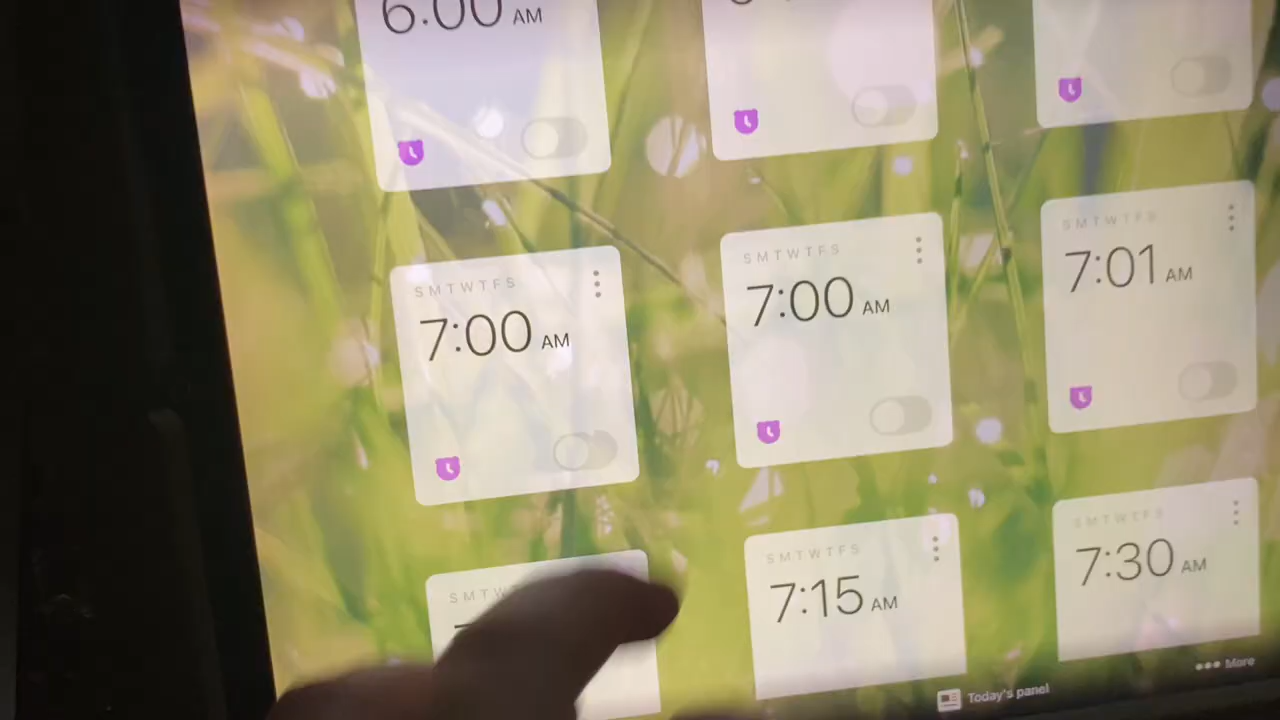 6:00 AM
S M T W T F S
7:00 AM
S M T W T F S
7:00 AM
S M T W T F S
7:01 AM
S M T W
S M T W T F S
7:15 AM
S M T W T F S
7:30 AM
Today's panel
More